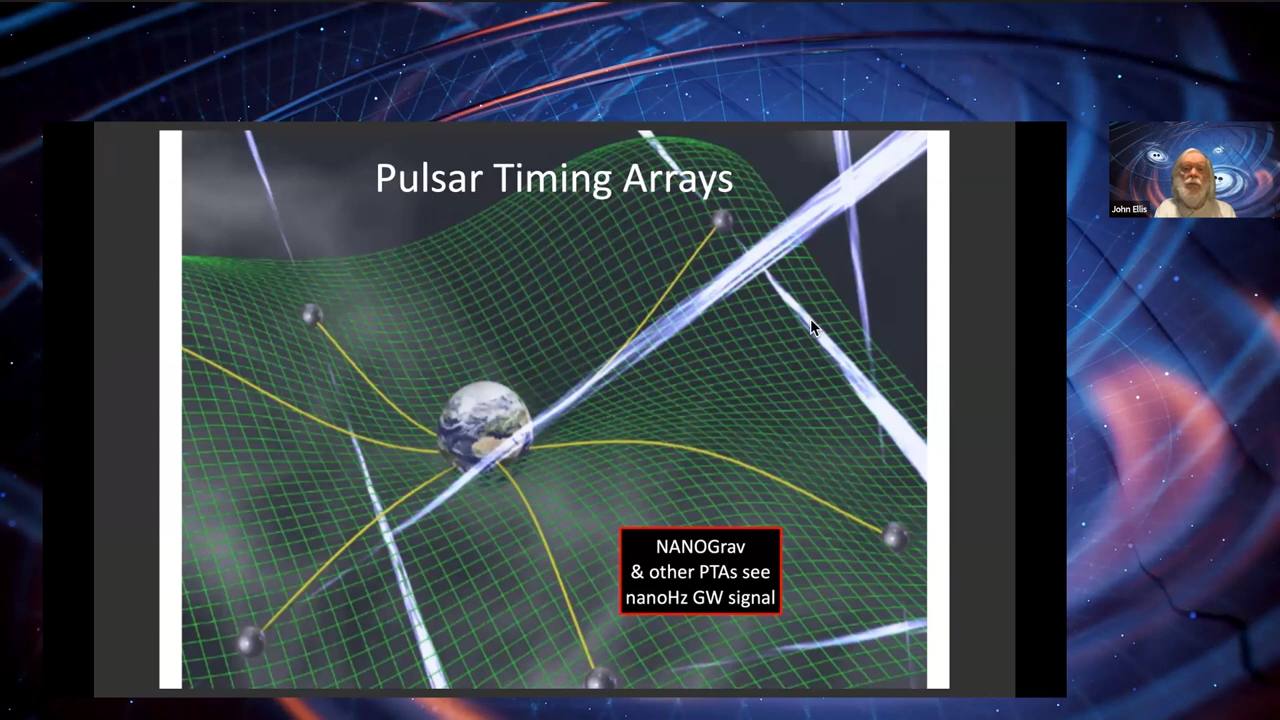 Pulsar Timing Arrays
John Ellis
NANOGrav
& other PTAs see
nanoHz GW signal